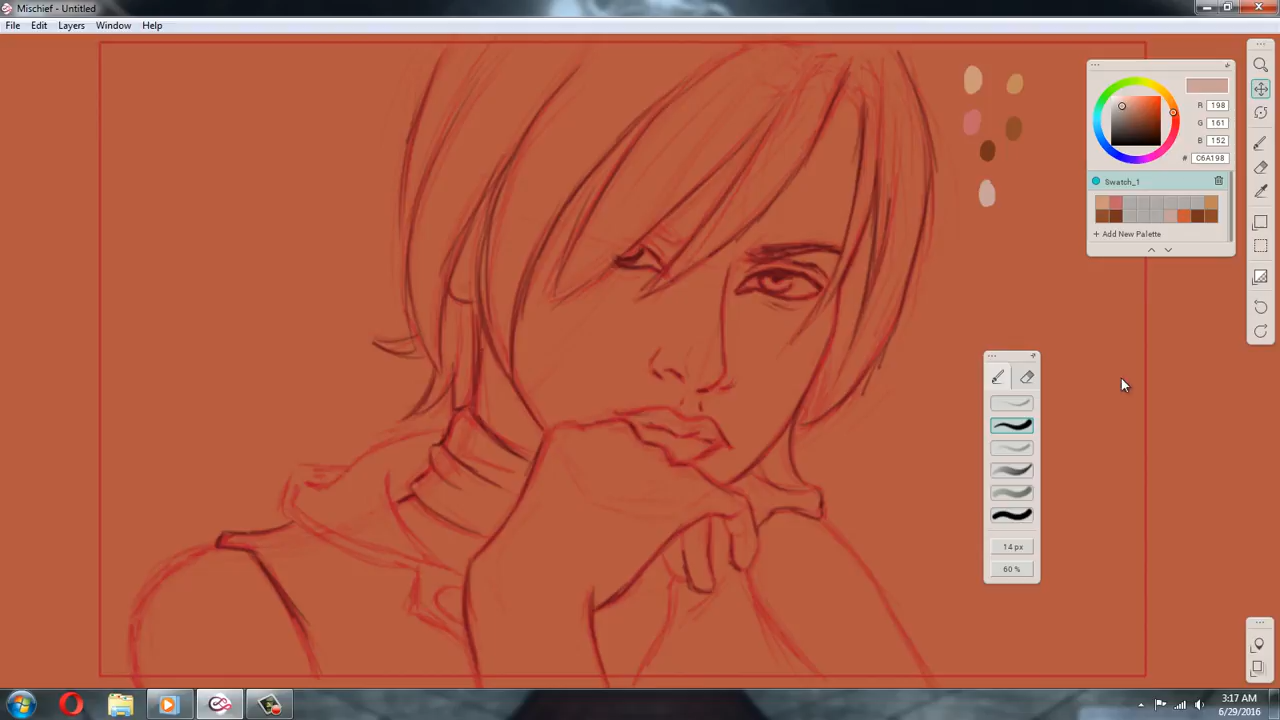 Mischief - Untitled
File Edit Layers Window Help
R 198
G 161
B 152
# C6A198
Swatch_1
+ Add New Palette
14 px
60 %
3:17 AM
6/29/2016